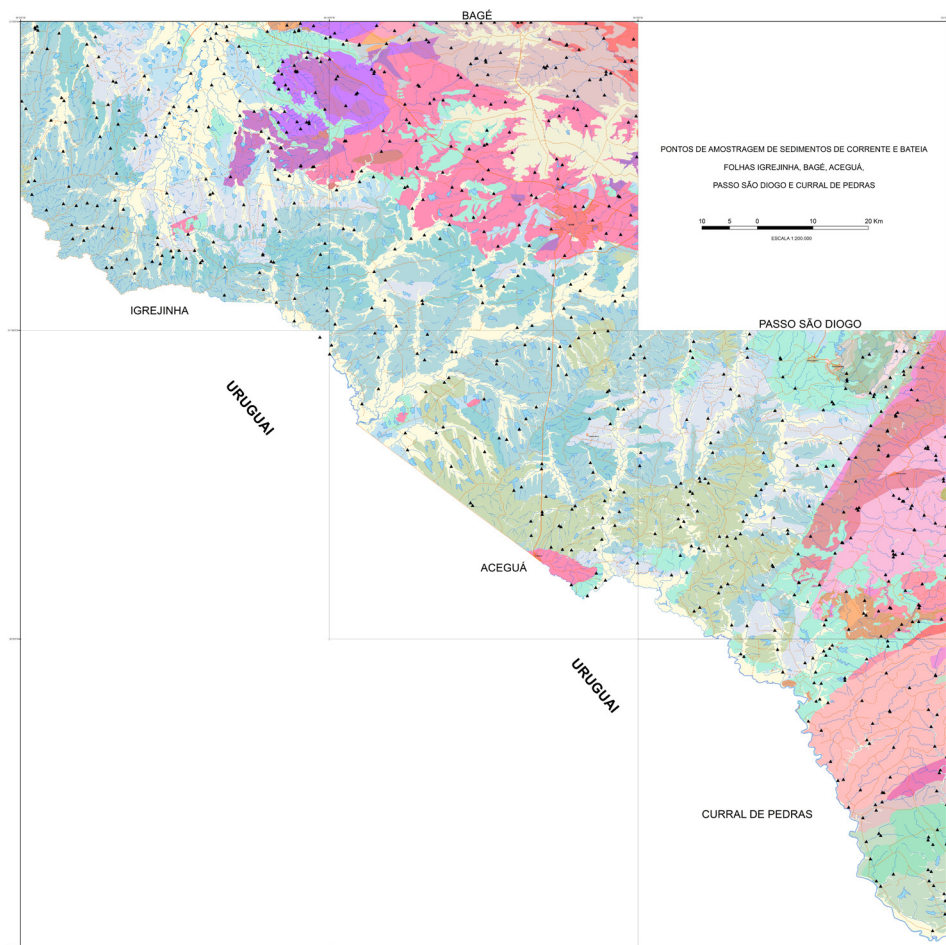 BAGÉ
PONTOS DE AMOSTRAGEM DE SEDIMENTOS DE CORRENTE E BATEIA
FOLHAS IGREJINHA, BAGÉ, ACEGUÁ,
PASSO SÃO DIOGO E CURRAL DE PEDRAS
10 5 0 10 20 Km
ESCALA 1:200.000
IGREJINHA
PASSO SÃO DIOGO
URUGUAI
ACEGUÁ
URUGUAI
CURRAL DE PEDRAS